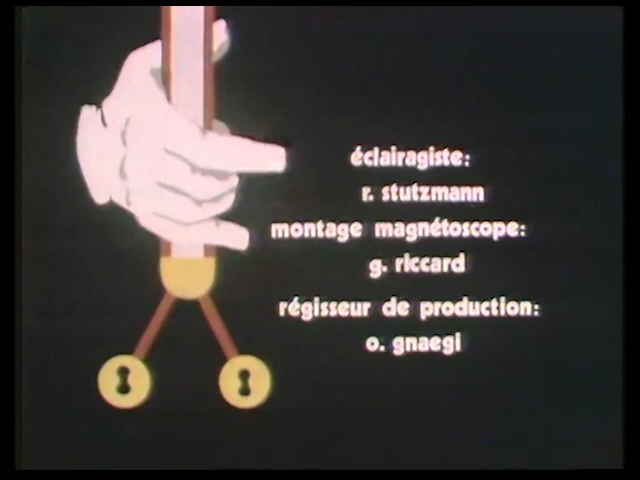 éclairagiste:
r. stutzmann
montage magnétoscope:
g. riccard
régisseur de production:
o. gnaegi